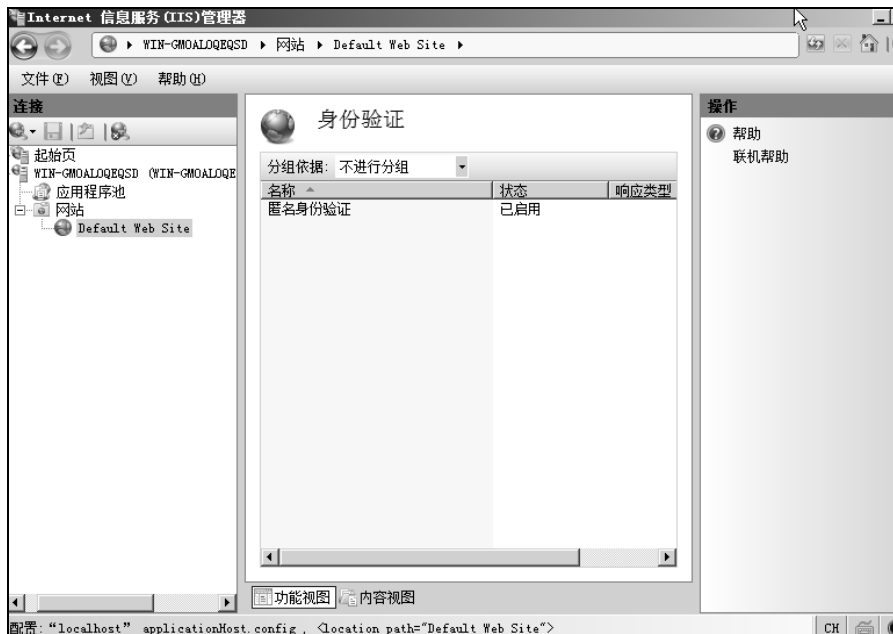 Internet 信息服务(IIS)管理器
WIN-GMOALOQEQSD 网站 Default Web Site
文件(F) 视图(V) 帮助(H)
连接
起始页
WIN-GMOALOQEQSD (WIN-GMOALOQE
应用程序池
网站
Default Web Site
身份验证
分组依据: 不进行分组
名称 状态 响应类型
匿名身份验证 已启用
功能视图 内容视图
操作
帮助
联机帮助
配置: “localhost” applicationHost.config , <location path="Default Web Site">
CH